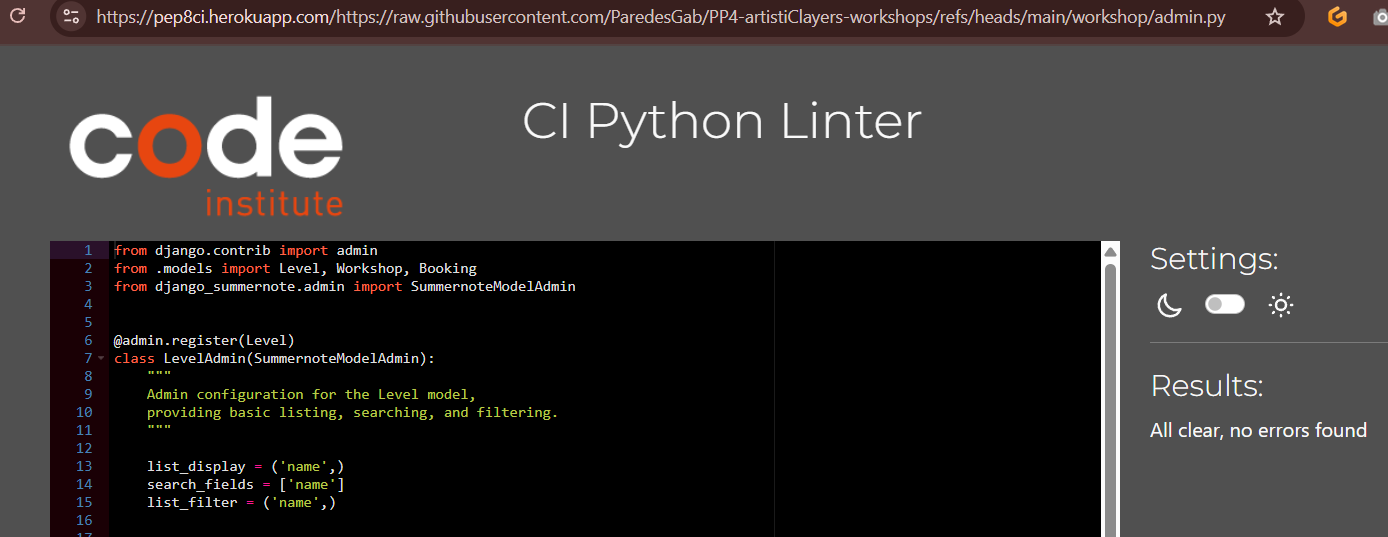 https://pep8ci.herokuapp.com/https://raw.githubusercontent.com/ParedesGab/PP4-artistiClayers-workshops/refs/heads/main/workshop/admin.py
code
institute
CI Python Linter
1 from django.contrib import admin
2 from .models import Level, Workshop, Booking
3 from django_summernote.admin import SummernoteModelAdmin
4
5
6 @admin.register(Level)
7 class LevelAdmin(SummernoteModelAdmin):
8     """
9     Admin configuration for the Level model,
10     providing basic listing, searching, and filtering.
11     """
12
13     list_display = ('name',)
14     search_fields = ['name']
15     list_filter = ('name',)
16
17
Settings:
Results:
All clear, no errors found